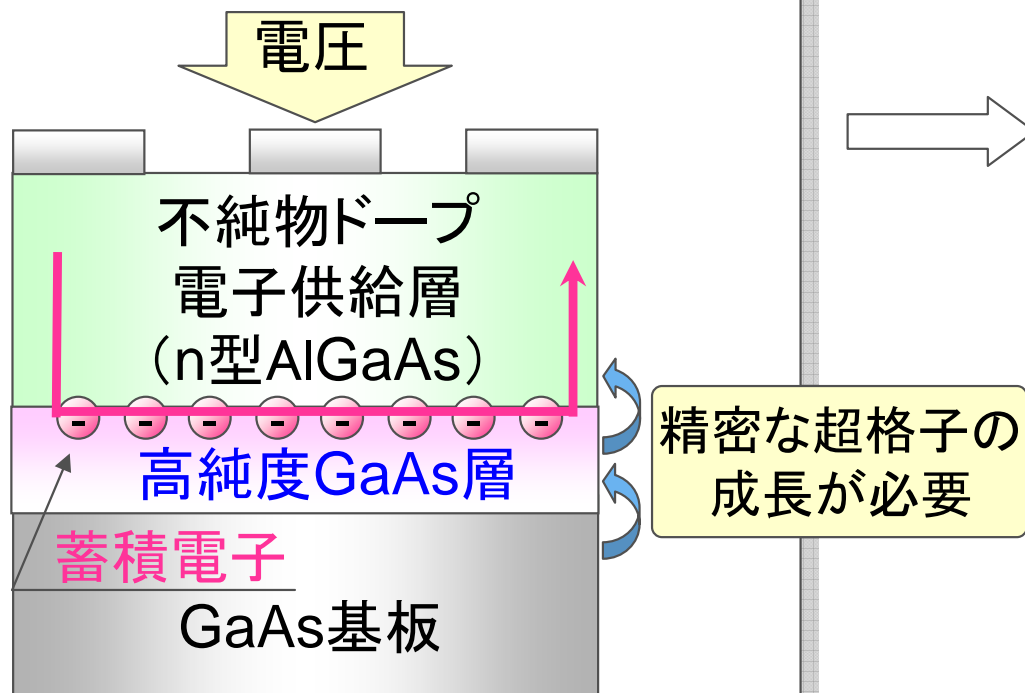 電圧
不純物ドープ
電子供給層
（n型AlGaAs）
- - - - - - - -
高純度GaAs層
精密な超格子の
成長が必要
蓄積電子
GaAs基板